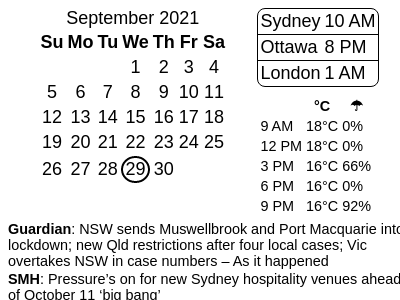 September 2021
Su Mo Tu We Th Fr Sa
1 2 3 4
5 6 7 8 9 10 11
12 13 14 15 16 17 18
19 20 21 22 23 24 25
26 27 28 29 30
Sydney 10 AM
Ottawa 8 PM
London 1 AM
°C ☂
9 AM 18°C 0%
12 PM 18°C 0%
3 PM 16°C 66%
6 PM 16°C 0%
9 PM 16°C 92%
Guardian: NSW sends Muswellbrook and Port Macquarie into
lockdown; new Qld restrictions after four local cases; Vic
overtakes NSW in case numbers – As it happened
SMH: Pressure’s on for new Sydney hospitality venues ahead
of October 11 ‘big bang’